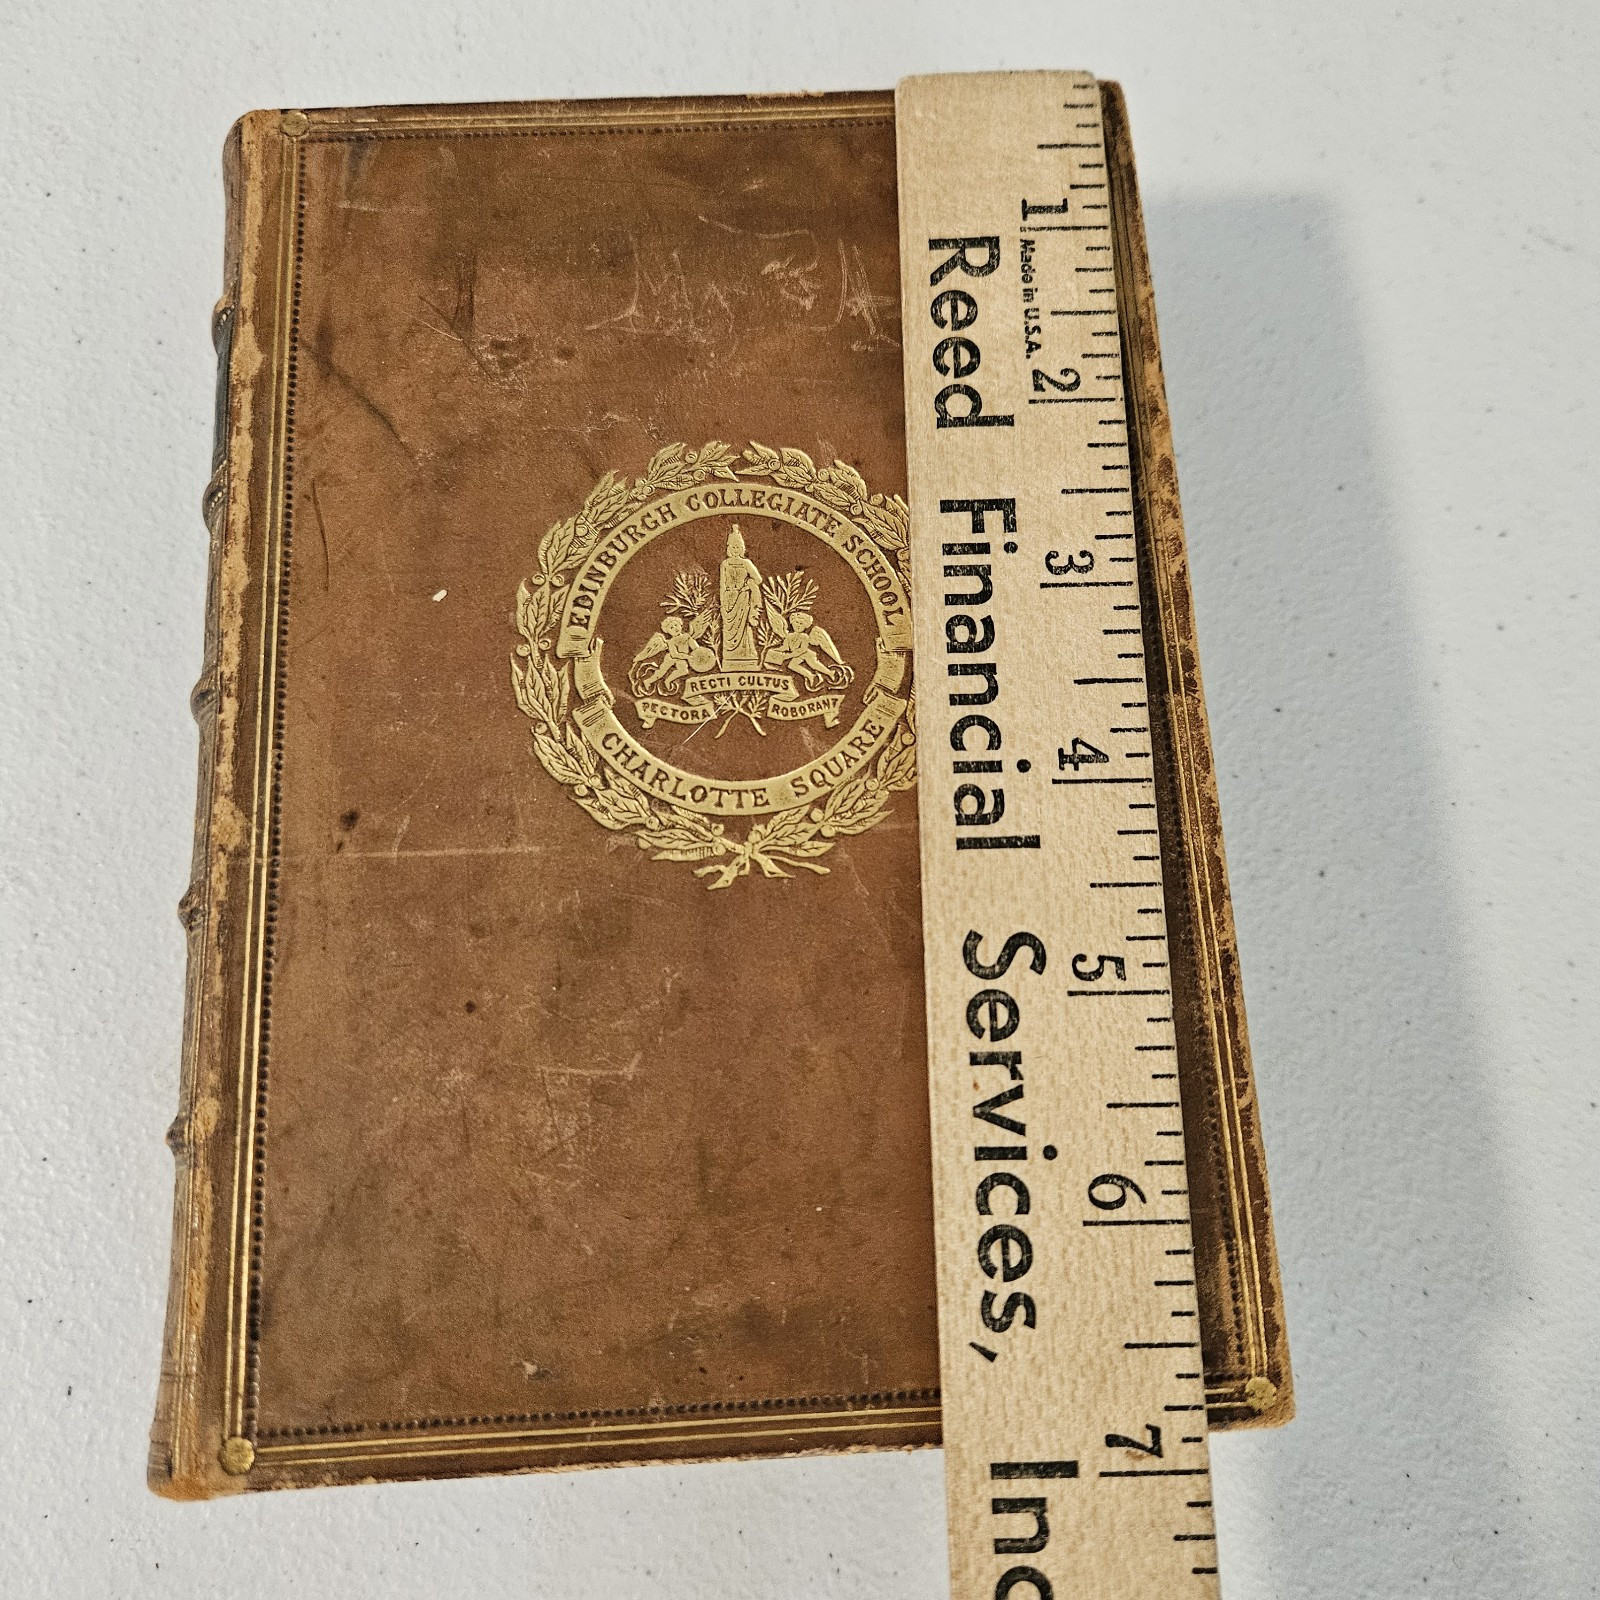 EDINBURGH COLLEGIATE SCHOOL
RECTI CULTUS
PECTORA ROBORANT
CHARLOTTE SQUARE
1 2 3 4 5 6 7
Made in U.S.A.
Reed Financial Services, Inc